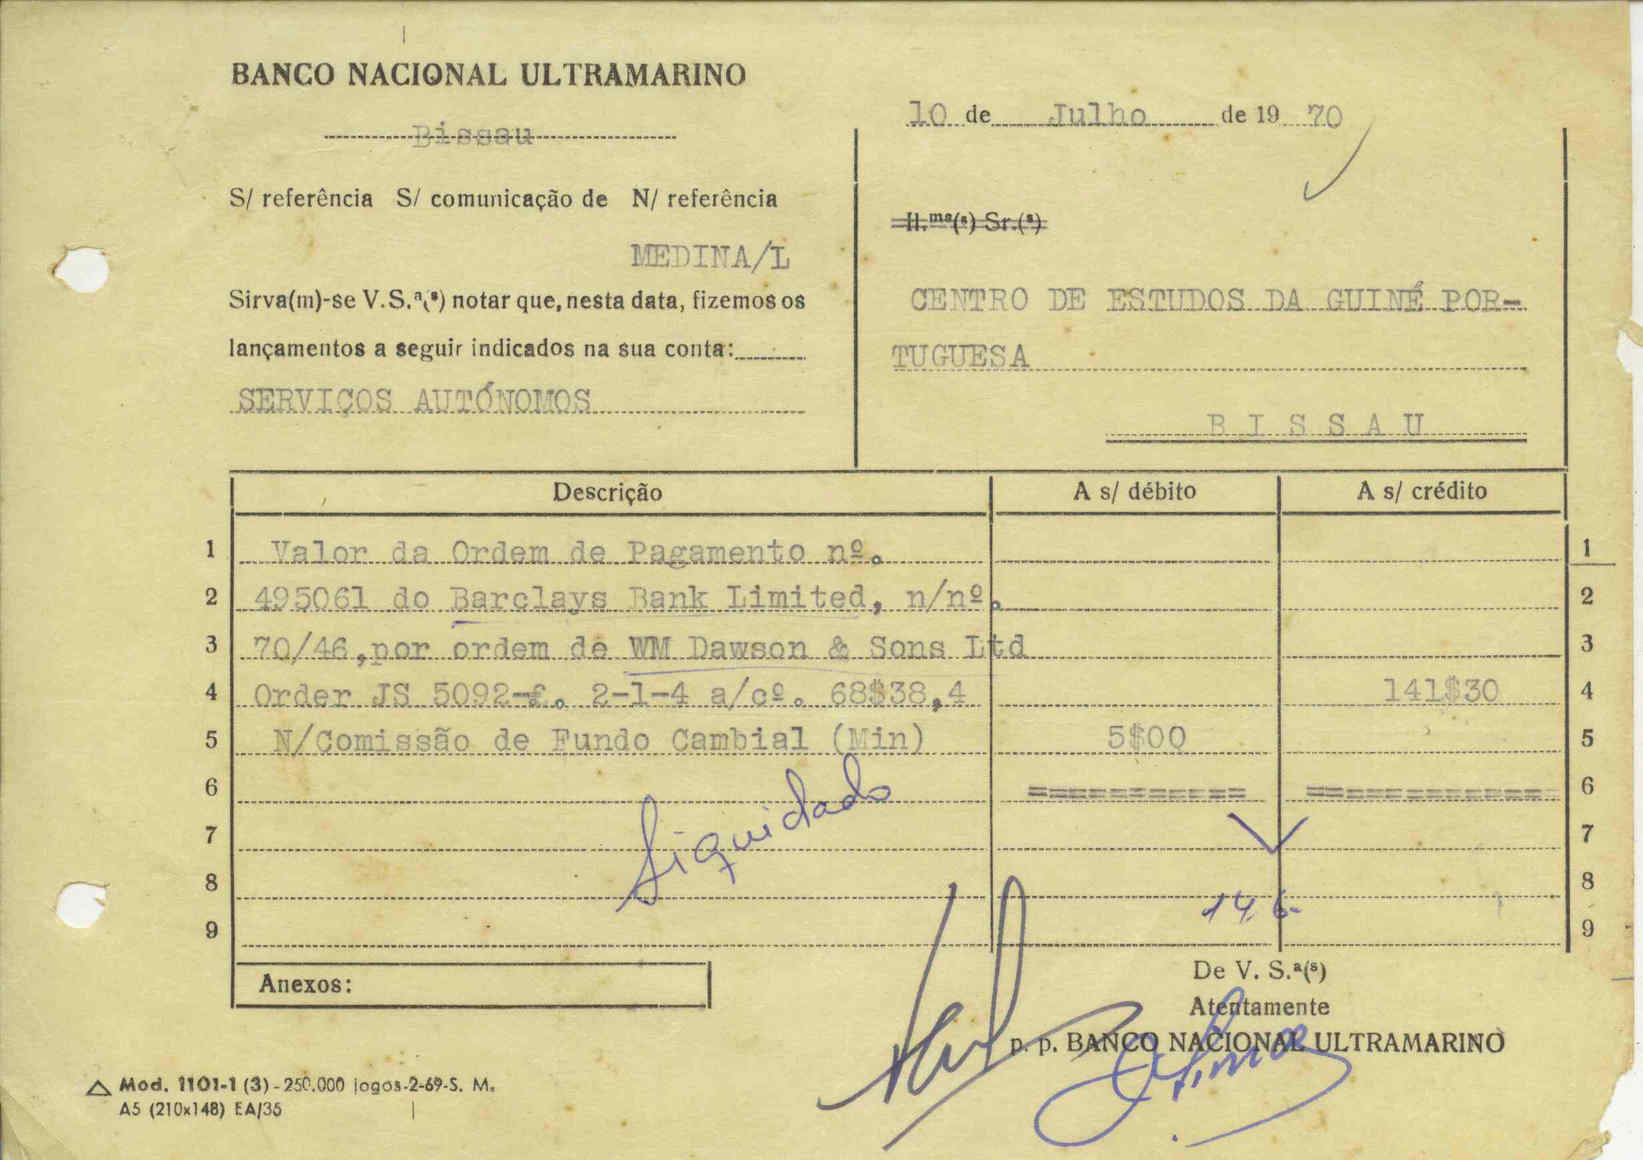 BANCO NACIONAL ULTRAMARINO
Bissau
10 de Julho de 19 70
S/ referência S/ comunicação de N/ referência
MEDINA/L
Sirva(m)-se V.S.ª(s) notar que, nesta data, fizemos os
lançamentos a seguir indicados na sua conta:
SERVIÇOS AUTÓNOMOS
Il.mº(s) Sr.(s)
CENTRO DE ESTUDOS DA GUINÉ POR-
TUGUESA
B I S S A U
Descrição A s/ débito A s/ crédito
1 Valor da Ordem de Pagamento nº. 1
2 495061 do Barclays Bank Limited, n/nº. 2
3 70/46,por ordem de WM Dawson & Sons Ltd 3
4 Order JS 5092-£. 2-1-4 a/cº. 68$38,4 141$30 4
5 N/Comissão de Fundo Cambial (Min) 5$00 5
6 =========== ============= 6
7 7
8 8
9 9
Liquidado
146-
Anexos:
De V. S.ª(s)
Atentamente
p. p. BANCO NACIONAL ULTRAMARINO
Mod. 1101-1 (3) - 250.000 jogos-2-69-S. M.
A5 (210x148) EA/35